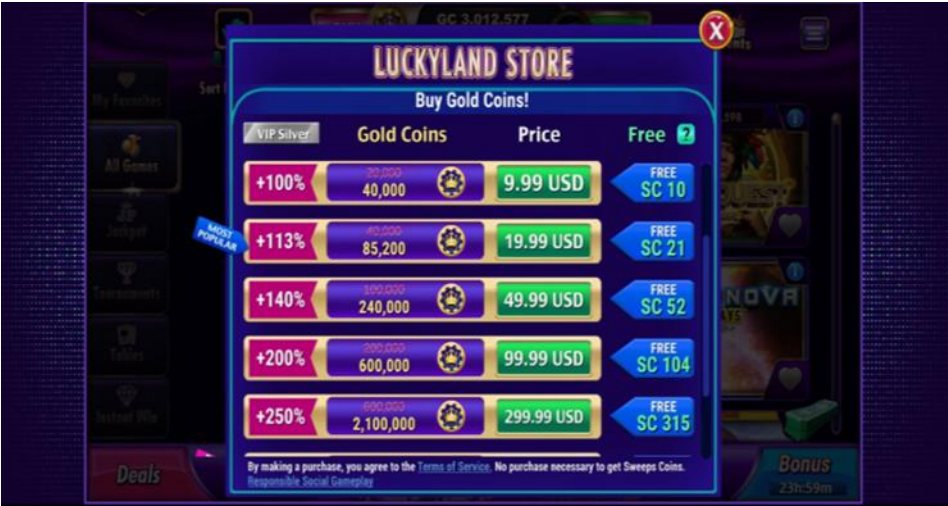 GC 3,012,577
X
LUCKYLAND STORE
Buy Gold Coins!
VIP Silver Gold Coins Price Free ?
+100% 20,000 40,000 9.99 USD FREE SC 10
MOST POPULAR
+113% 40,000 85,200 19.99 USD FREE SC 21
+140% 100,000 240,000 49.99 USD FREE SC 52
+200% 200,000 600,000 99.99 USD FREE SC 104
+250% 600,000 2,100,000 299.99 USD FREE SC 315
By making a purchase, you agree to the Terms of Service. No purchase necessary to get Sweeps Coins.
Responsible Social Gameplay
My Favorites
All Games
Jackpot
Tournaments
Tables
Instant Win
Deals
Bonus
23h:59m